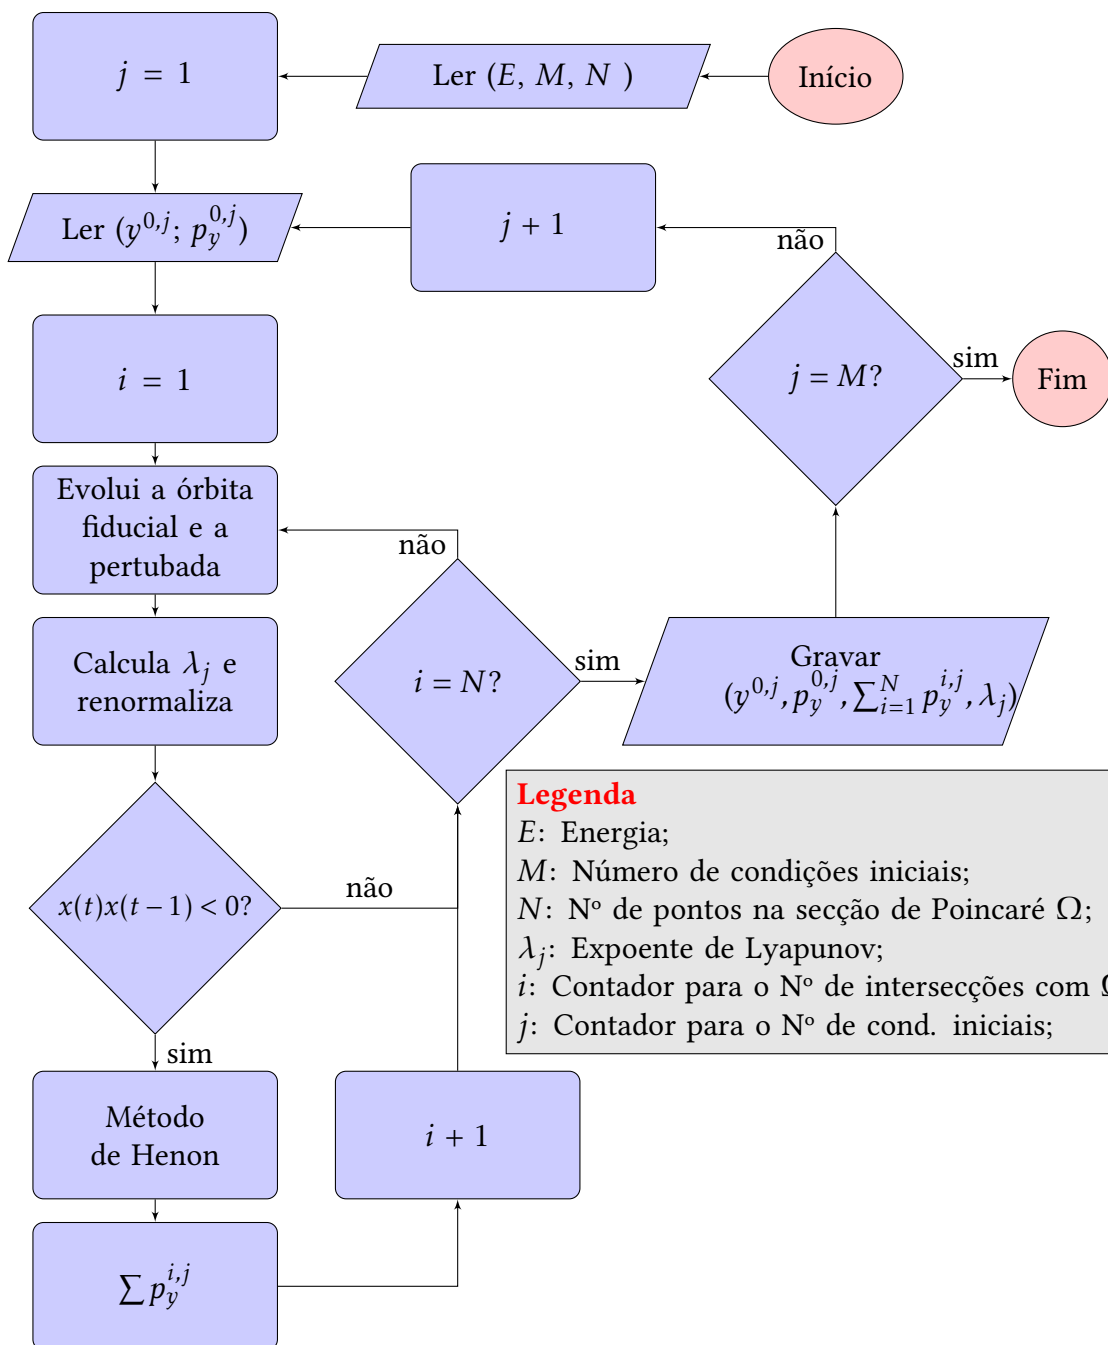 Início
Ler (E, M, N )
j = 1
Ler (y^{0,j}; p_y^{0,j})
j + 1
não
i = 1
j = M?
sim
Fim
Evolui a órbita
fiducial e a
pertubada
não
Calcula λ_j e
renormaliza
i = N?
sim
Gravar
(y^{0,j}, p_y^{0,j}, ∑_{i=1}^{N} p_y^{i,j}, λ_j)
x(t)x(t − 1) < 0?
não
sim
Método
de Henon
∑ p_y^{i,j}
i + 1
Legenda
E: Energia;
M: Número de condições iniciais;
N: Nº de pontos na secção de Poincaré Ω;
λ_j: Expoente de Lyapunov;
i: Contador para o Nº de intersecções com Ω
j: Contador para o Nº de cond. iniciais;